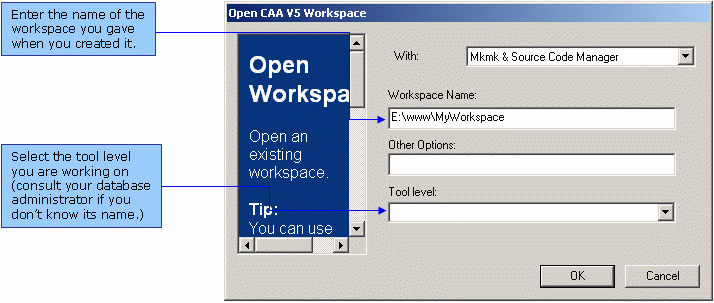 Enter the name of the
workspace you gave
when you created it.
Select the tool level
you are working on
(consult your database
administrator if you
don't know its name.)
Open CAA V5 Workspace
Open
Workspa
Open an
existing
workspace.
Tip:
You can use
With:
Mkmk & Source Code Manager
Workspace Name:
E:\www\MyWorkspace
Other Options:
Tool level:
OK
Cancel